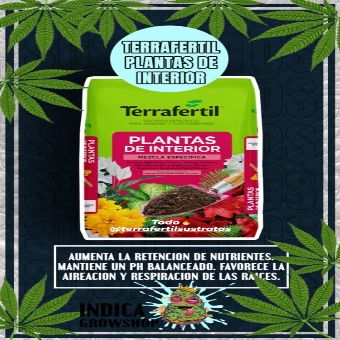 TERRAFERTIL
PLANTAS DE
INTERIOR
Terrafertil
PLANTAS
DE INTERIOR
MEZCLA ESPECÍFICA
PLANTAS
Todo
@terrafertilsustratos
AUMENTA LA RETENCION DE NUTRIENTES.
MANTIENE UN PH BALANCEADO. FAVORECE LA
AIREACION Y RESPIRACION DE LAS RAICES.
INDICA
GROWSHOP